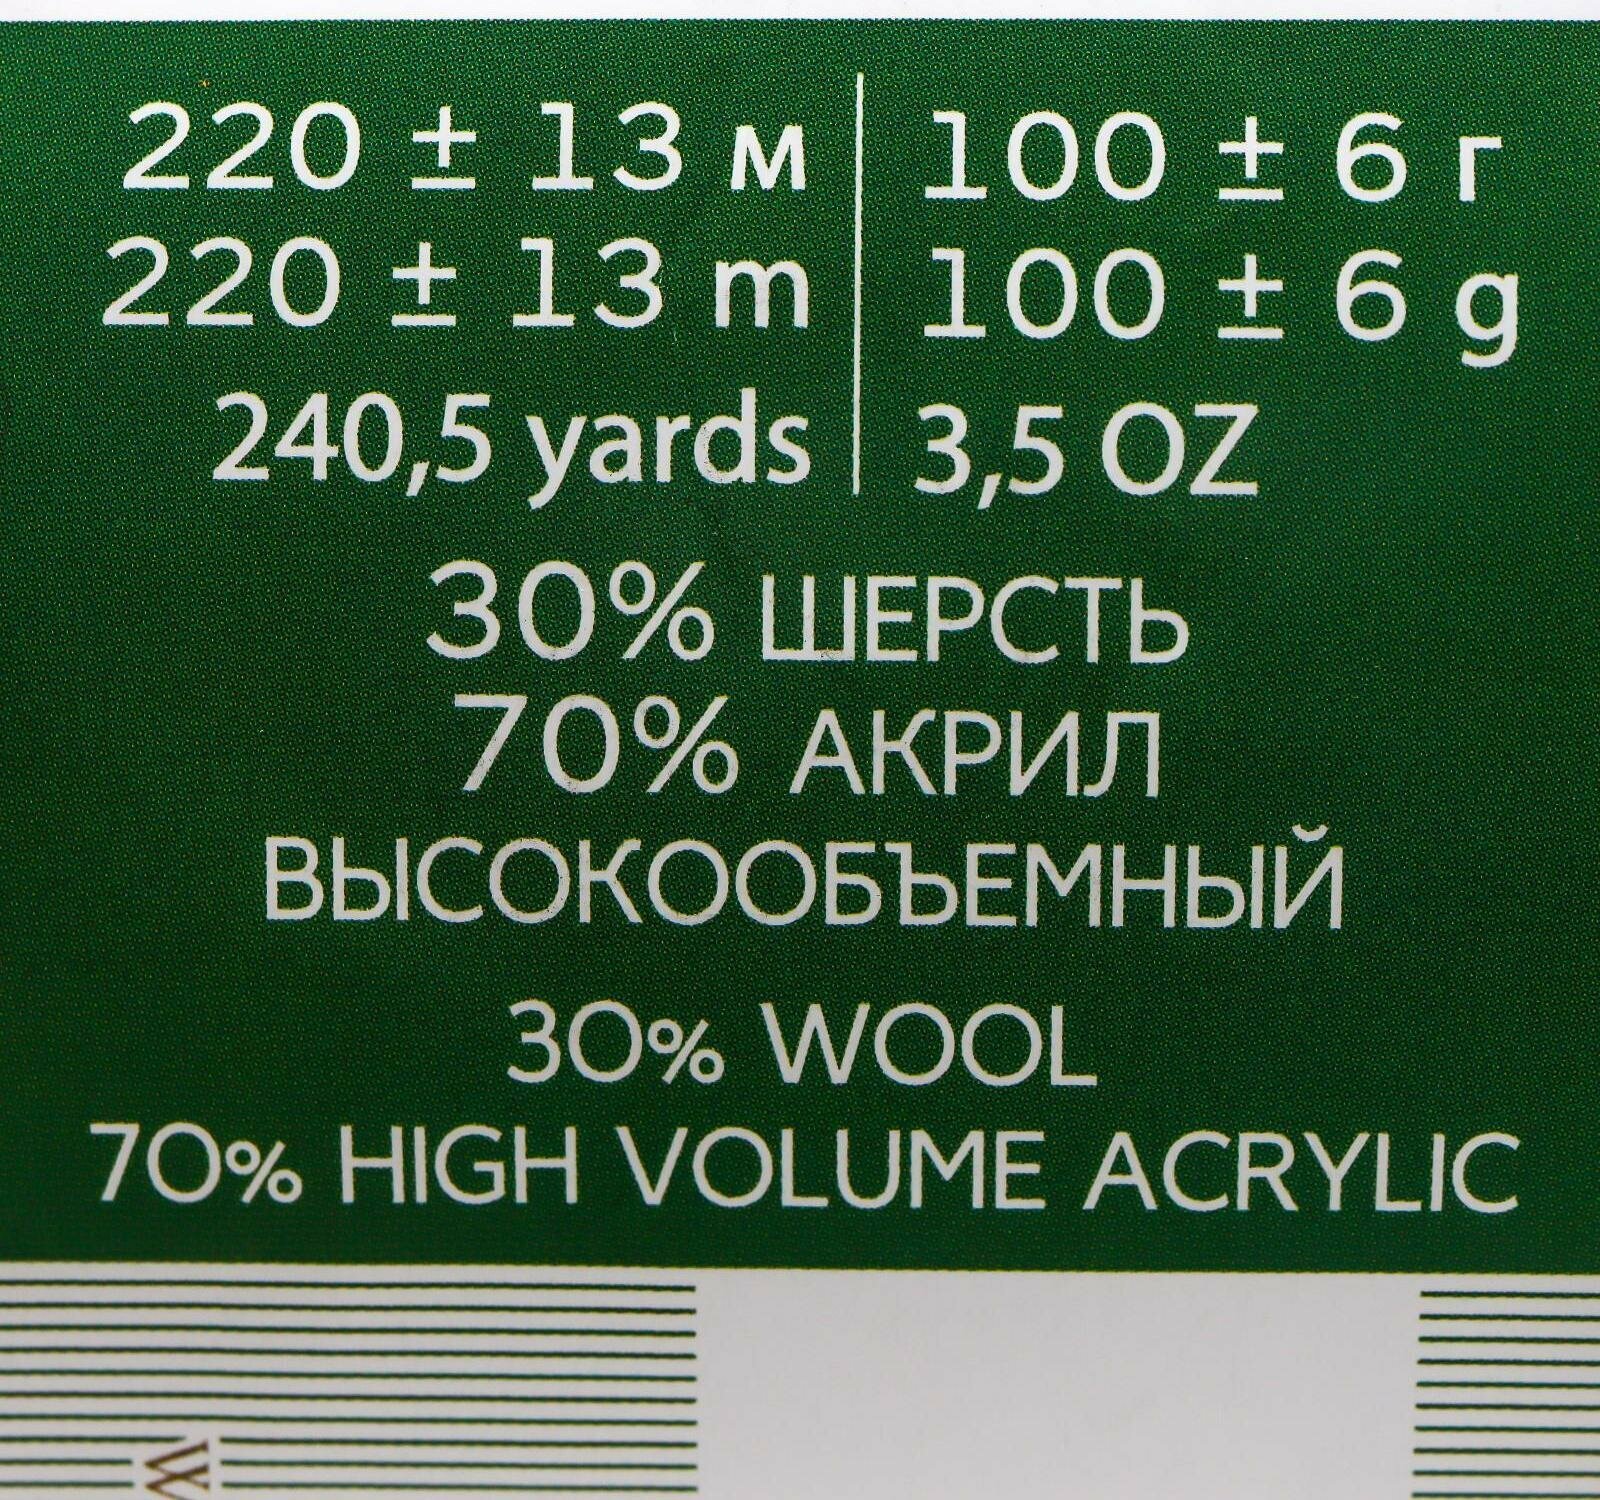 220 ± 13 м
220 ± 13 m
240,5 yards
100 ± 6 г
100 ± 6 g
3,5 OZ
30% ШЕРСТЬ
70% АКРИЛ
ВЫСОКООБЪЕМНЫЙ
30% WOOL
70% HIGH VOLUME ACRYLIC